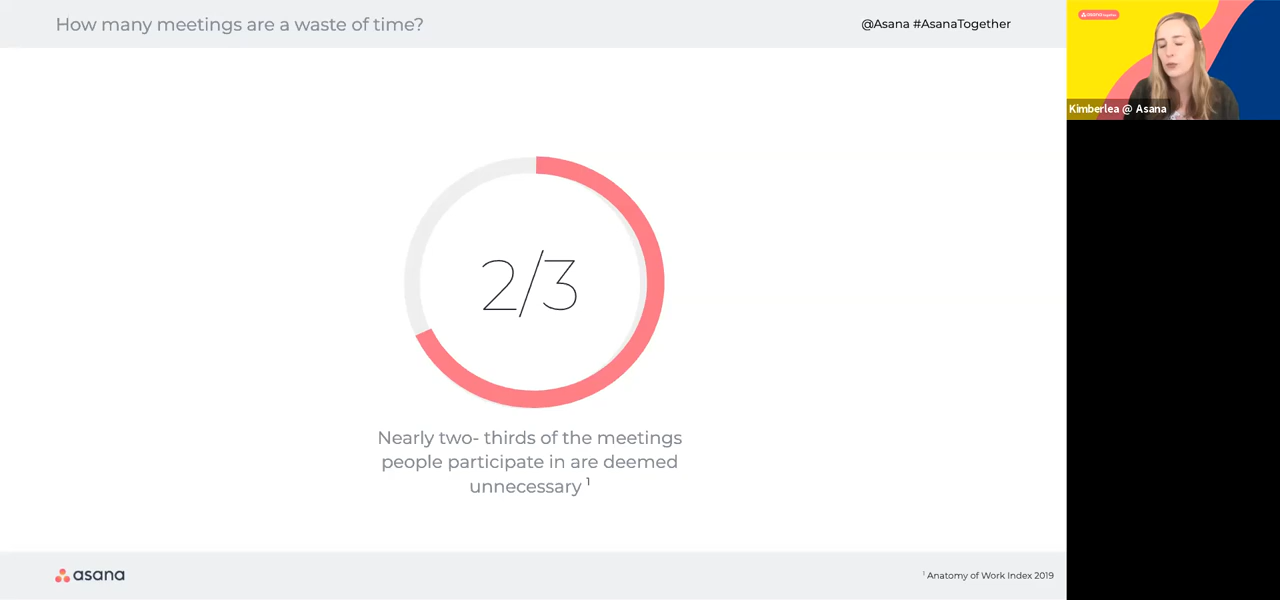 How many meetings are a waste of time?
@Asana #AsanaTogether
Kimberlea @ Asana
2/3
Nearly two- thirds of the meetings
people participate in are deemed
unnecessary ¹
asana
¹ Anatomy of Work Index 2019